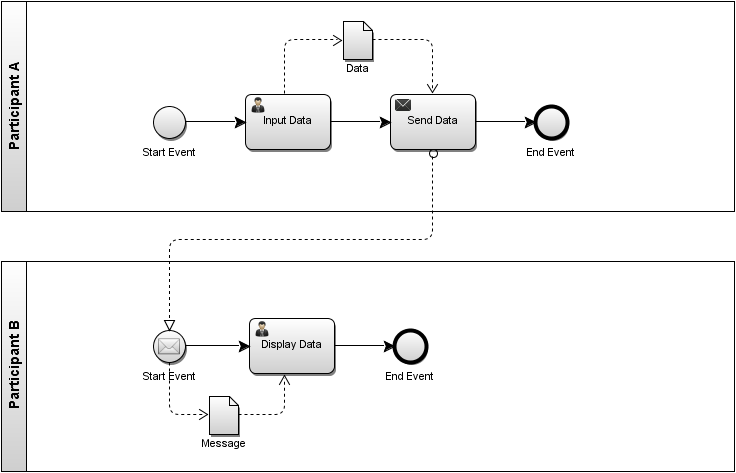 Participant A
Data
Input Data
Send Data
Start Event
End Event
Participant B
Display Data
Start Event
End Event
Message